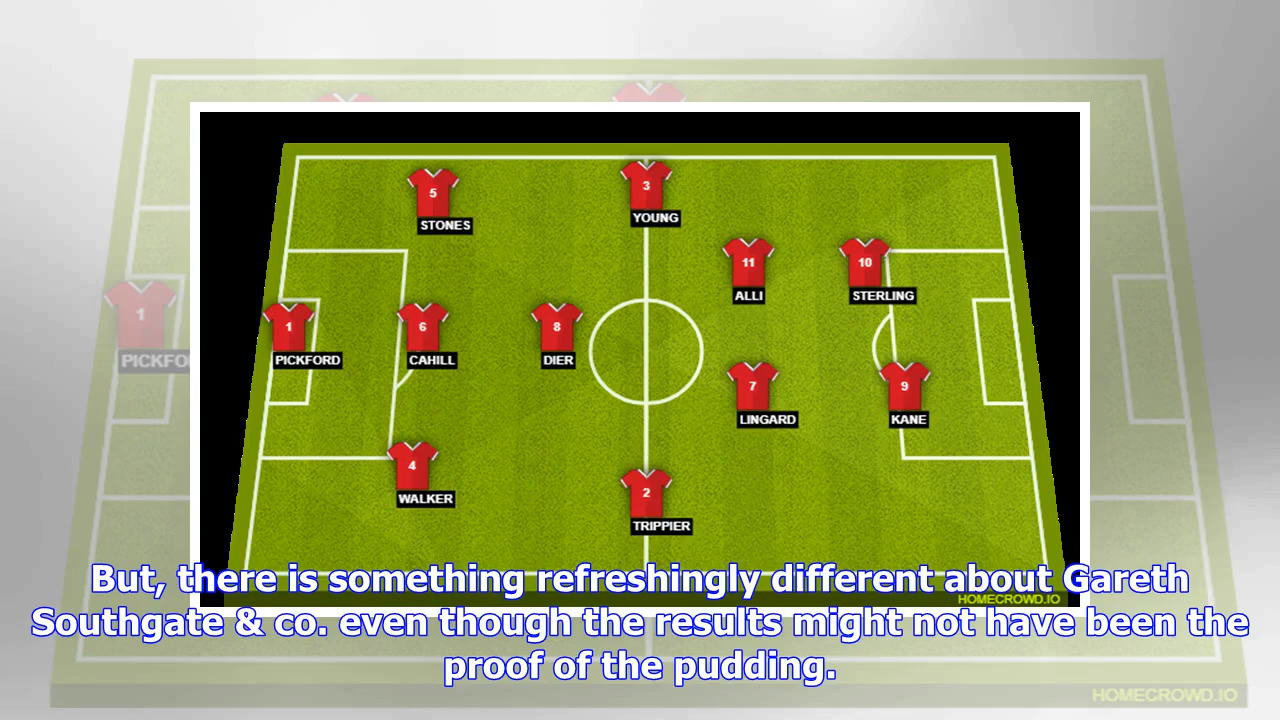 5
STONES
3
YOUNG
11
ALLI
10
STERLING
1
PICKFORD
6
CAHILL
8
DIER
7
LINGARD
9
KANE
4
WALKER
2
TRIPPIER
1
PICKFO
HOMECROWD.IO
But, there is something refreshingly different about Gareth
Southgate & co. even though the results might not have been the
proof of the pudding.
HOMECROWD.IO